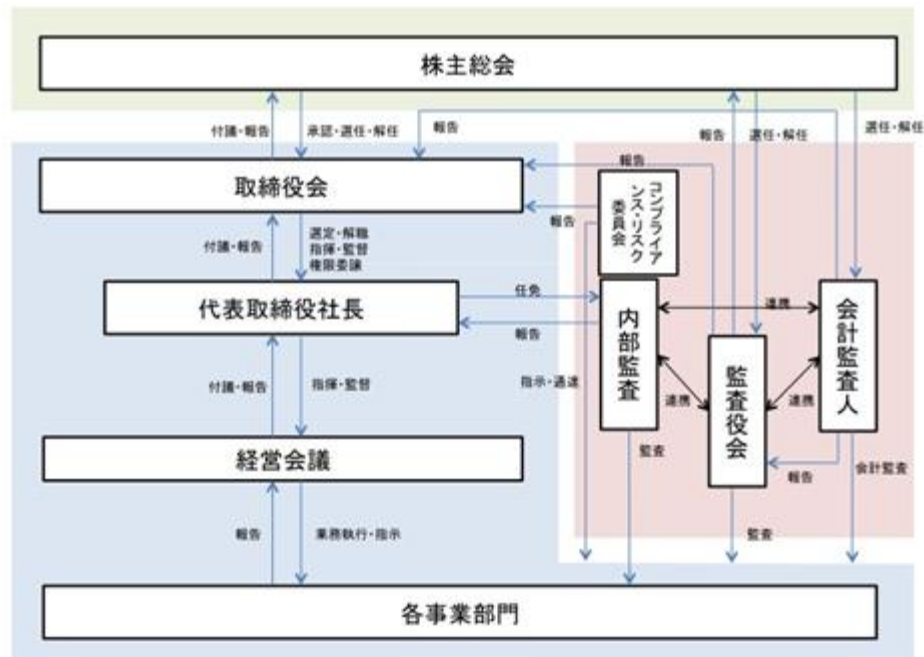 株主総会
付議・報告
承認・選任・解任
報告
報告
選任・解任
選任・解任
取締役会
報告
コンプライア
ンス・リスク
委員会
報告
付議・報告
選定・解職
指揮・監督
権限委譲
代表取締役社長
任免
報告
内部監査
連携
会計監査人
監査役会
付議・報告
指揮・監督
指示・通達
連携
連携
経営会議
監査
報告
会計監査
報告
業務執行・指示
監査
各事業部門